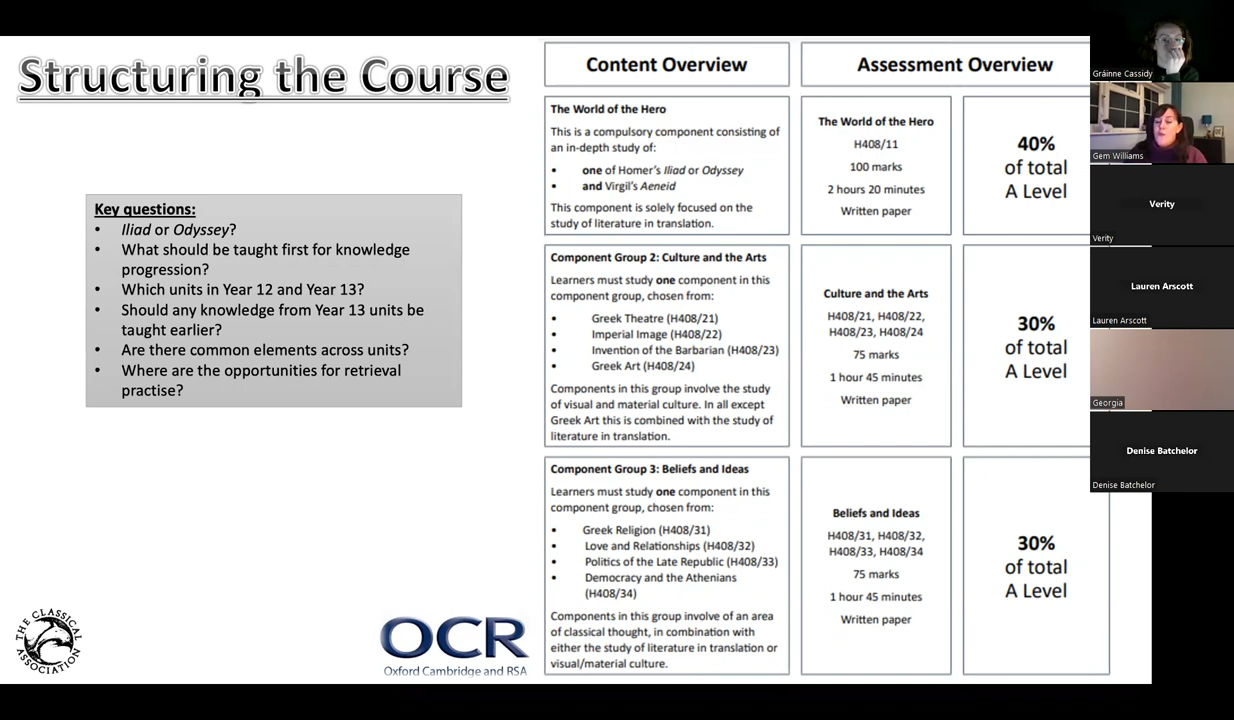 Structuring the Course
Key questions:
• Iliad or Odyssey?
• What should be taught first for knowledge
progression?
• Which units in Year 12 and Year 13?
• Should any knowledge from Year 13 units be
taught earlier?
• Are there common elements across units?
• Where are the opportunities for retrieval
practise?
THE CLASSICAL ASSOCIATION
OCR
Oxford Cambridge and RSA
Content Overview
Assessment Overview
The World of the Hero
This is a compulsory component consisting of
an in-depth study of:
• one of Homer's Iliad or Odyssey
• and Virgil's Aeneid
This component is solely focused on the
study of literature in translation.
The World of the Hero
H408/11
100 marks
2 hours 20 minutes
Written paper
40%
of total
A Level
Component Group 2: Culture and the Arts
Learners must study one component in this
component group, chosen from:
• Greek Theatre (H408/21)
• Imperial Image (H408/22)
• Invention of the Barbarian (H408/23)
• Greek Art (H408/24)
Components in this group involve the study
of visual and material culture. In all except
Greek Art this is combined with the study of
literature in translation.
Culture and the Arts
H408/21, H408/22,
H408/23, H408/24
75 marks
1 hour 45 minutes
Written paper
30%
of total
A Level
Component Group 3: Beliefs and Ideas
Learners must study one component in this
component group, chosen from:
• Greek Religion (H408/31)
• Love and Relationships (H408/32)
• Politics of the Late Republic (H408/33)
• Democracy and the Athenians
(H408/34)
Components in this group involve of an area
of classical thought, in combination with
either the study of literature in translation or
visual/material culture.
Beliefs and Ideas
H408/31, H408/32,
H408/33, H408/34
75 marks
1 hour 45 minutes
Written paper
30%
of total
A Level
Gráinne Cassidy
Gem Williams
Verity
Verity
Lauren Arscott
Lauren Arscott
Georgia
Denise Batchelor
Denise Batchelor